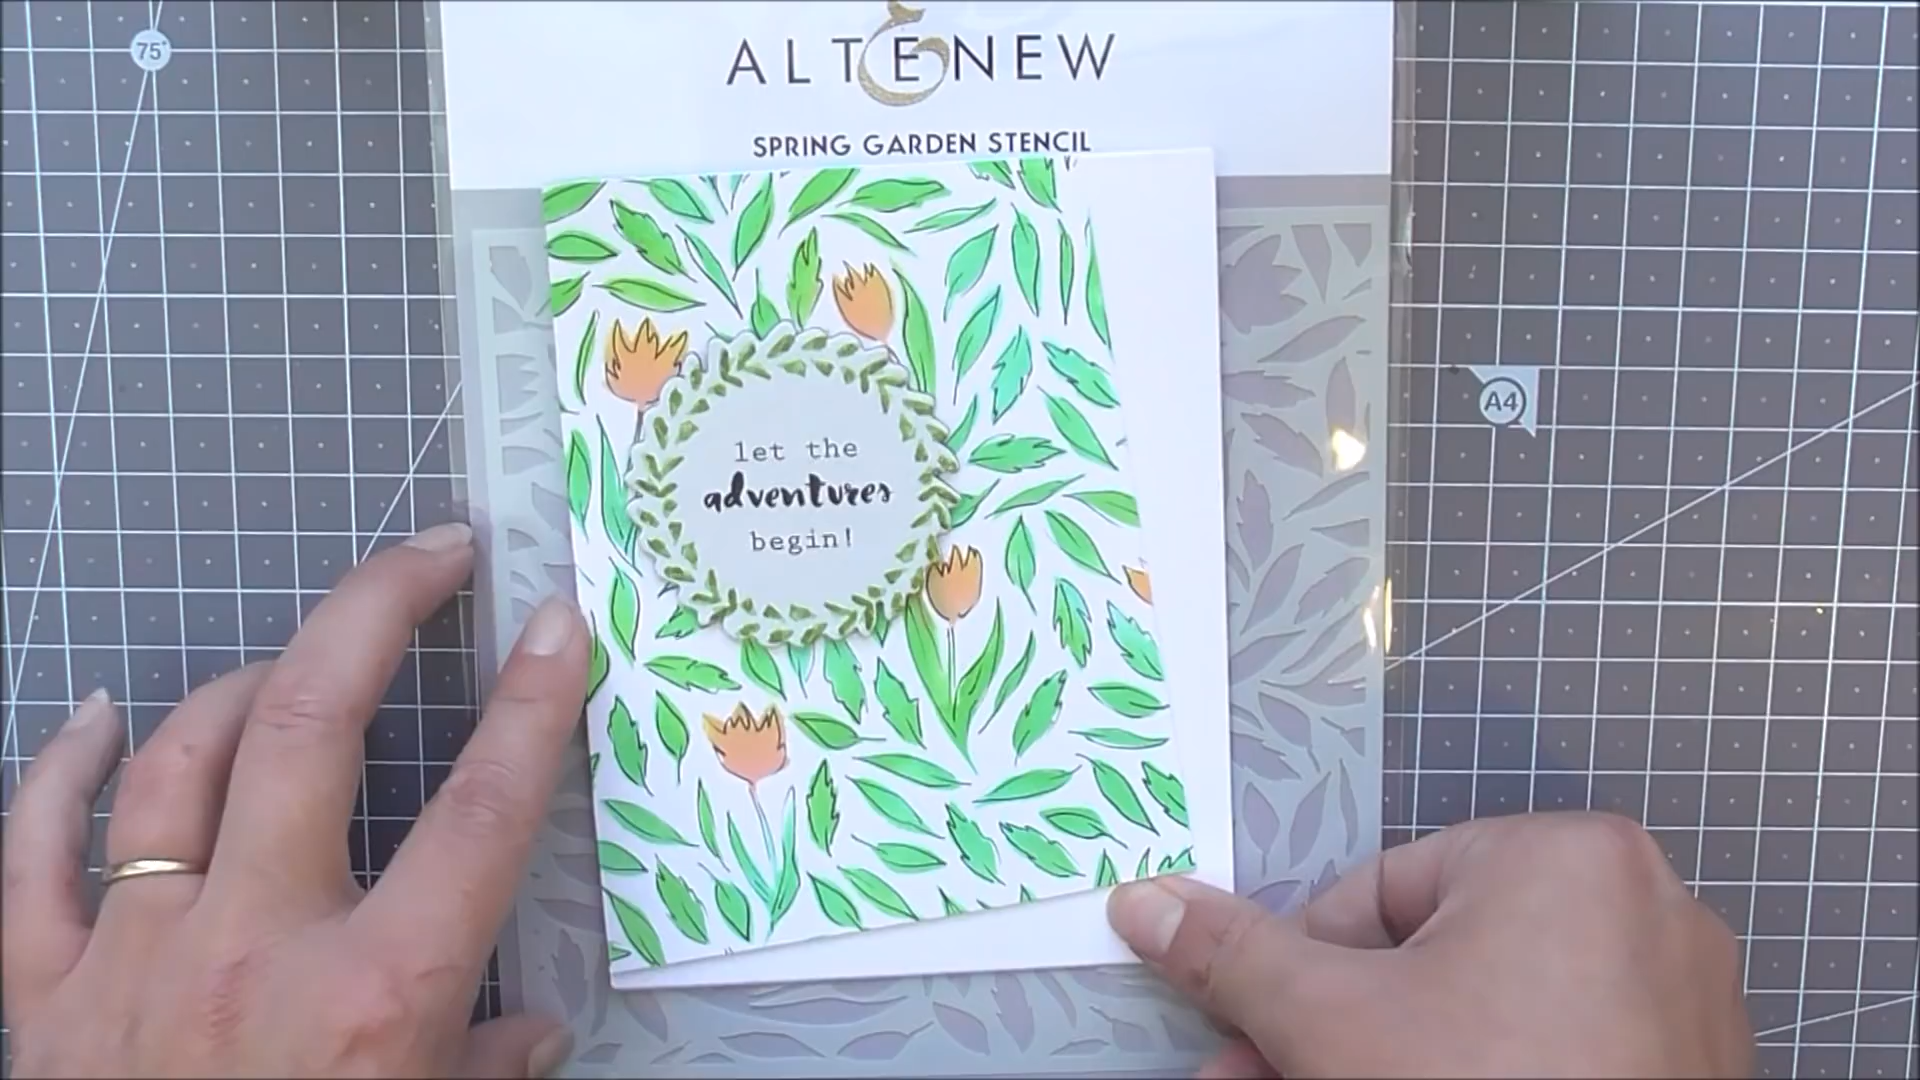 75°
ALTENEW
SPRING GARDEN STENCIL
A4
let the
adventures
begin!